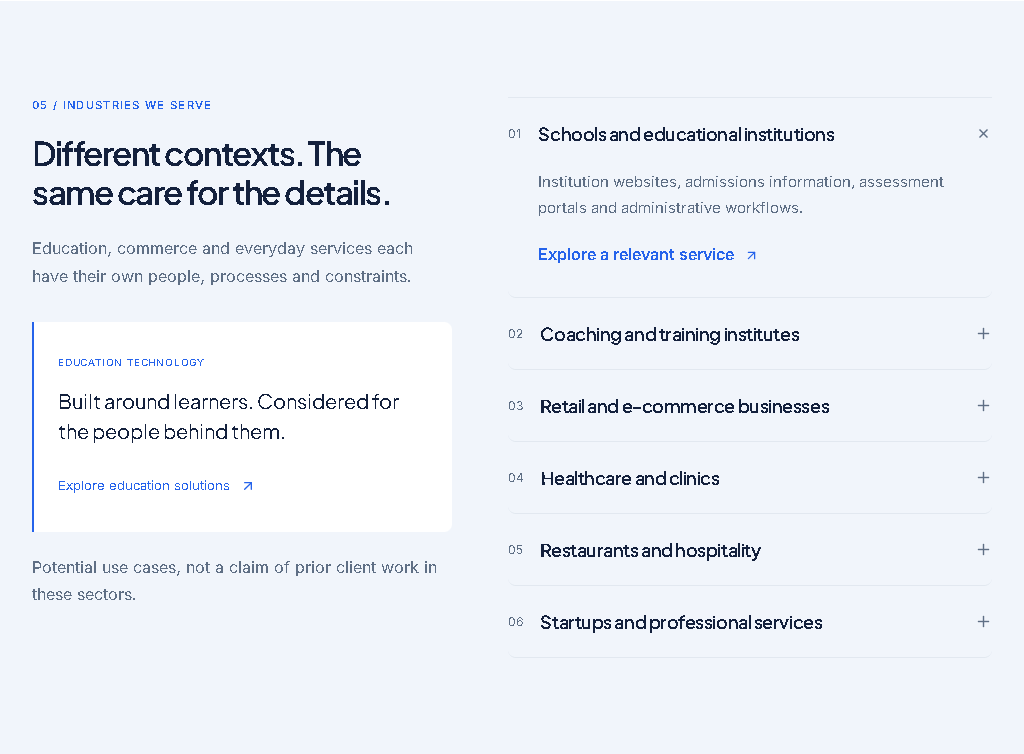 05 / INDUSTRIES WE SERVE
Different contexts. The
same care for the details.
Education, commerce and everyday services each
have their own people, processes and constraints.
EDUCATION TECHNOLOGY
Built around learners. Considered for
the people behind them.
Explore education solutions
Potential use cases, not a claim of prior client work in
these sectors.
01 Schools and educational institutions
Institution websites, admissions information, assessment
portals and administrative workflows.
Explore a relevant service
02 Coaching and training institutes
03 Retail and e-commerce businesses
04 Healthcare and clinics
05 Restaurants and hospitality
06 Startups and professional services